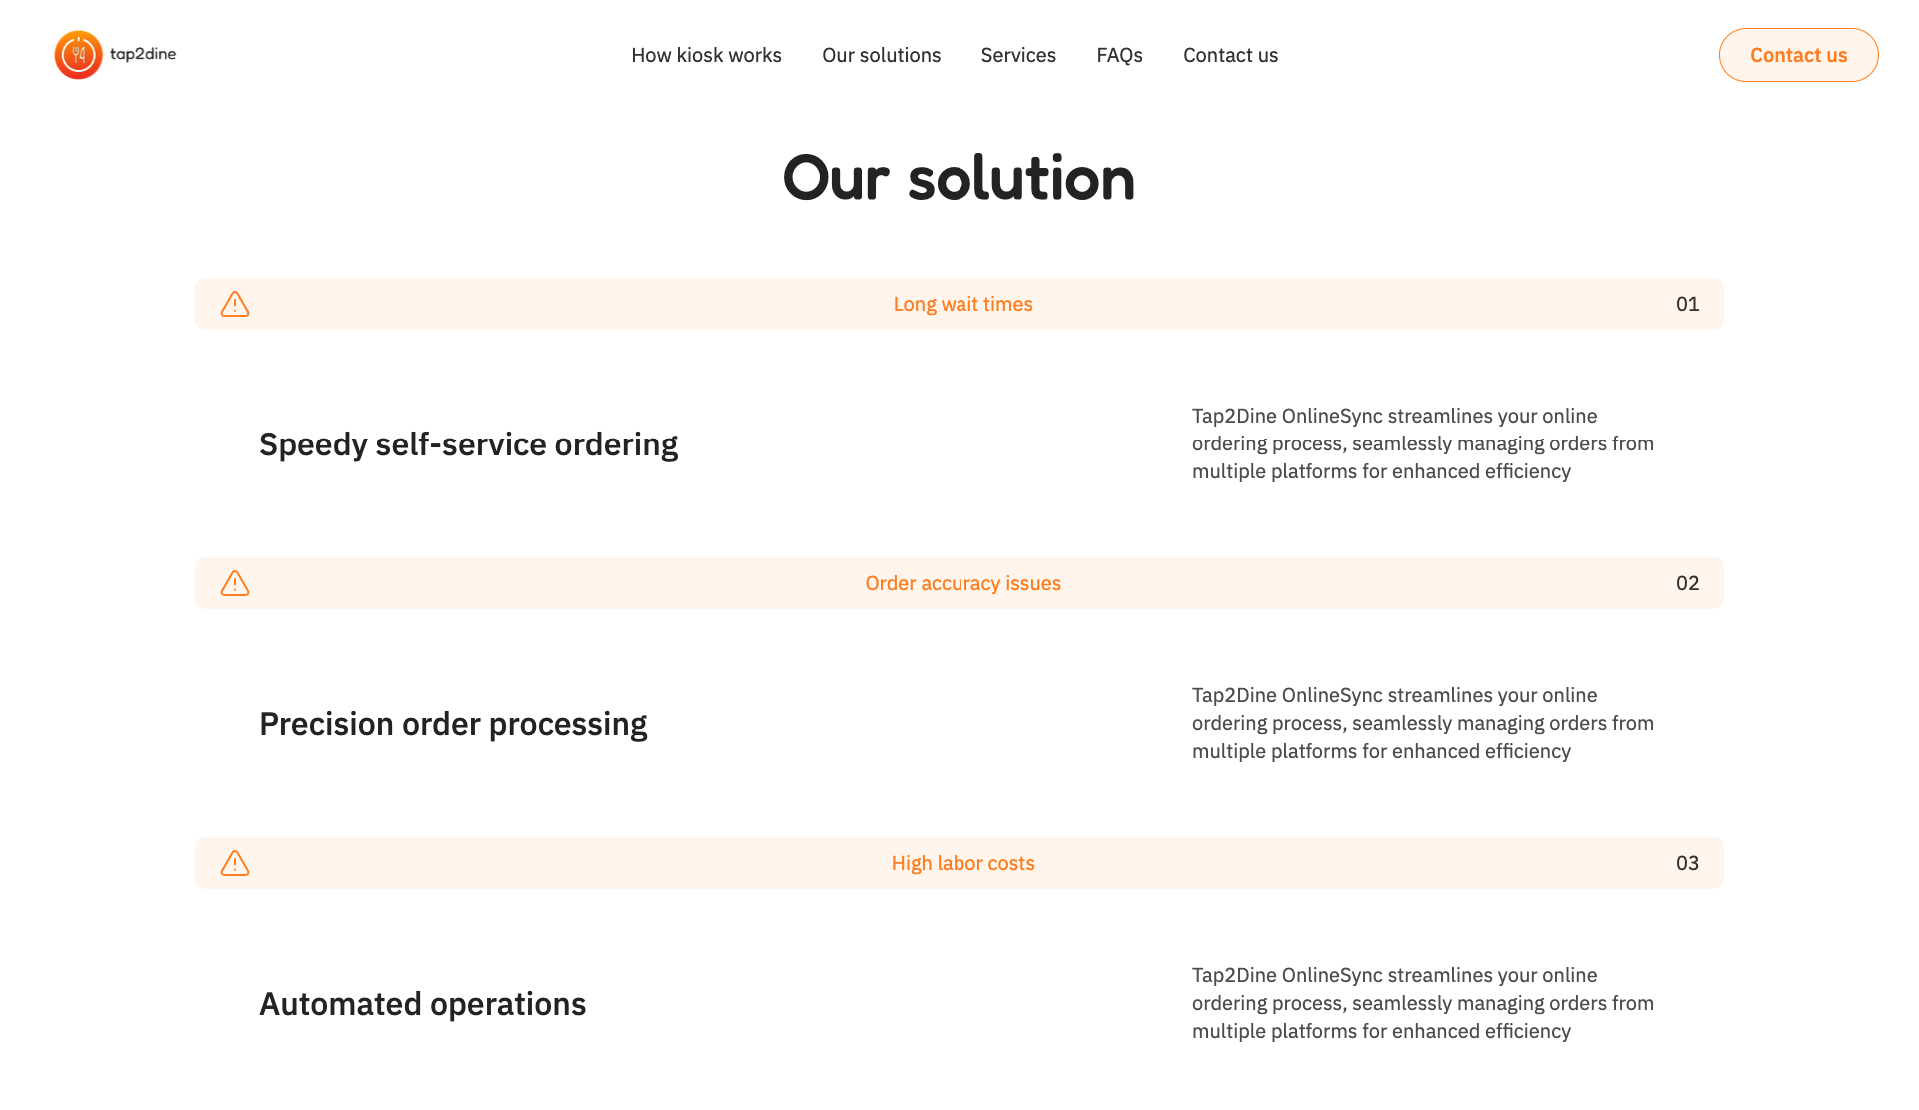 tap2dine
How kiosk works
Our solutions
Services
FAQs
Contact us
Contact us
Our solution
Long wait times
01
Speedy self-service ordering
Tap2Dine OnlineSync streamlines your online
ordering process, seamlessly managing orders from
multiple platforms for enhanced efficiency
Order accuracy issues
02
Precision order processing
Tap2Dine OnlineSync streamlines your online
ordering process, seamlessly managing orders from
multiple platforms for enhanced efficiency
High labor costs
03
Automated operations
Tap2Dine OnlineSync streamlines your online
ordering process, seamlessly managing orders from
multiple platforms for enhanced efficiency